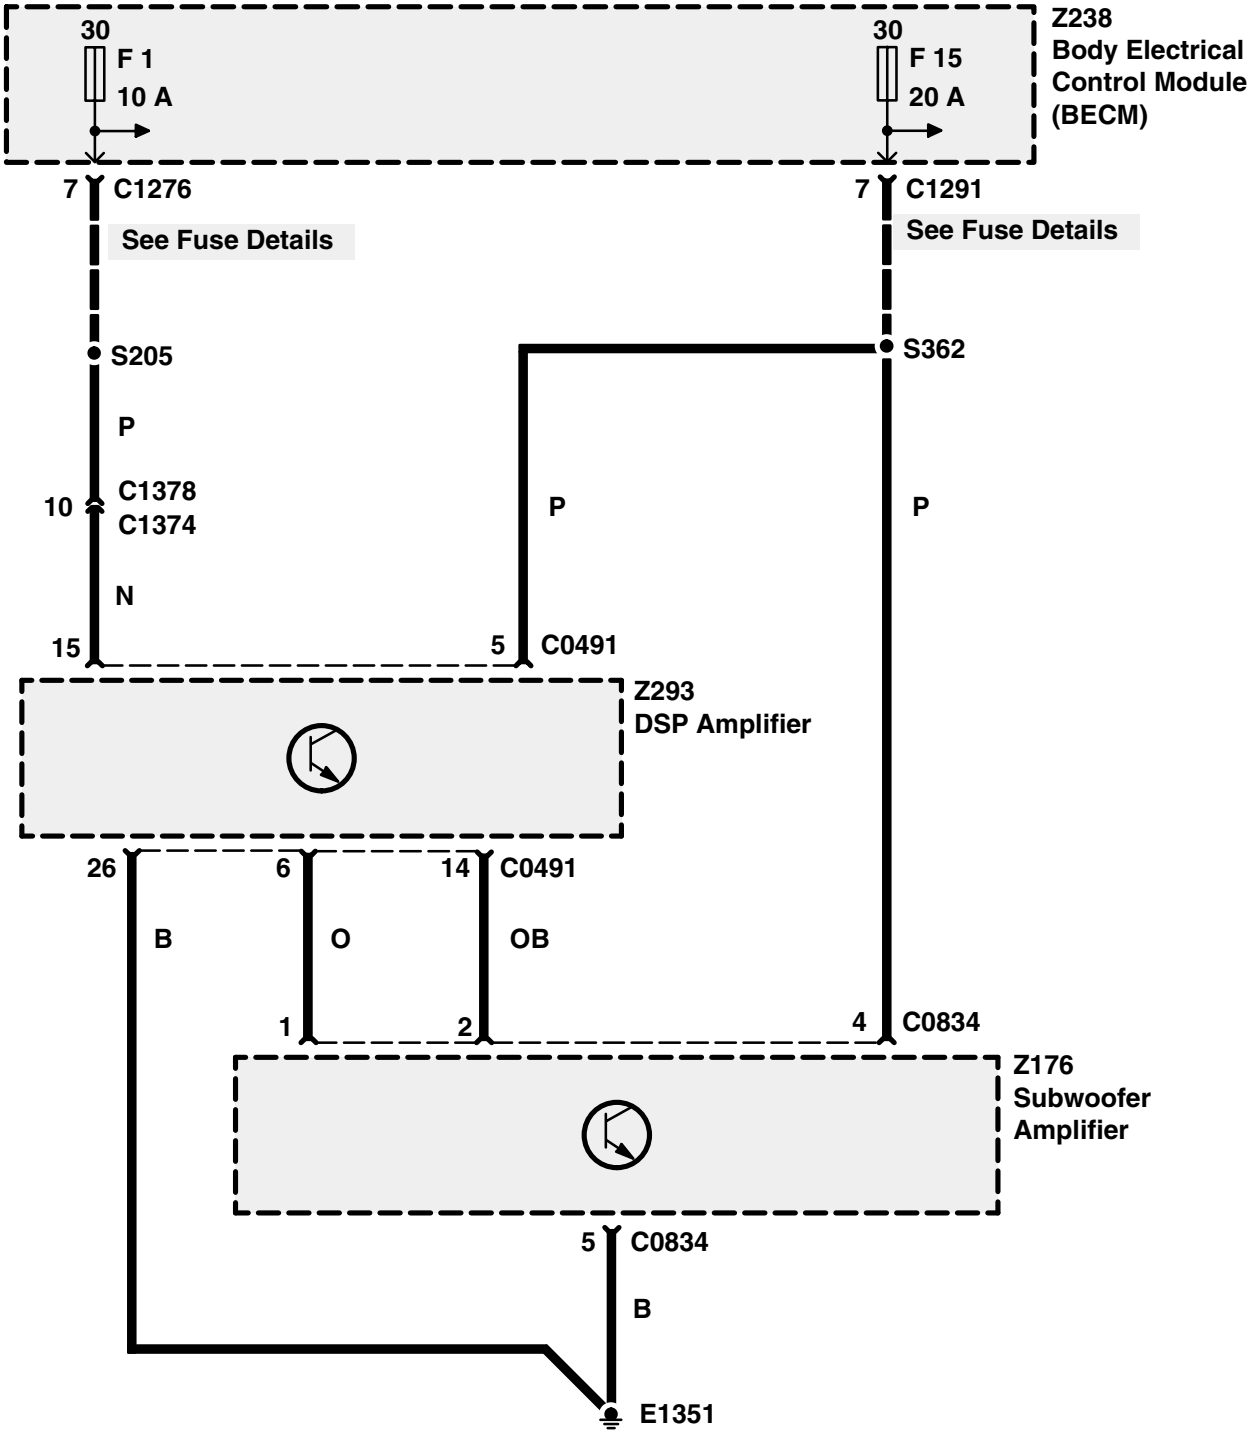 30
F 1
10 A
30
F 15
20 A
Z238
Body Electrical
Control Module
(BECM)
7 C1276
7 C1291
See Fuse Details
See Fuse Details
S205
S362
P
10 C1378
C1374
P
P
N
15
5 C0491
Z293
DSP Amplifier
26
6
14 C0491
B
O
OB
1
2
4 C0834
Z176
Subwoofer
Amplifier
5 C0834
B
E1351